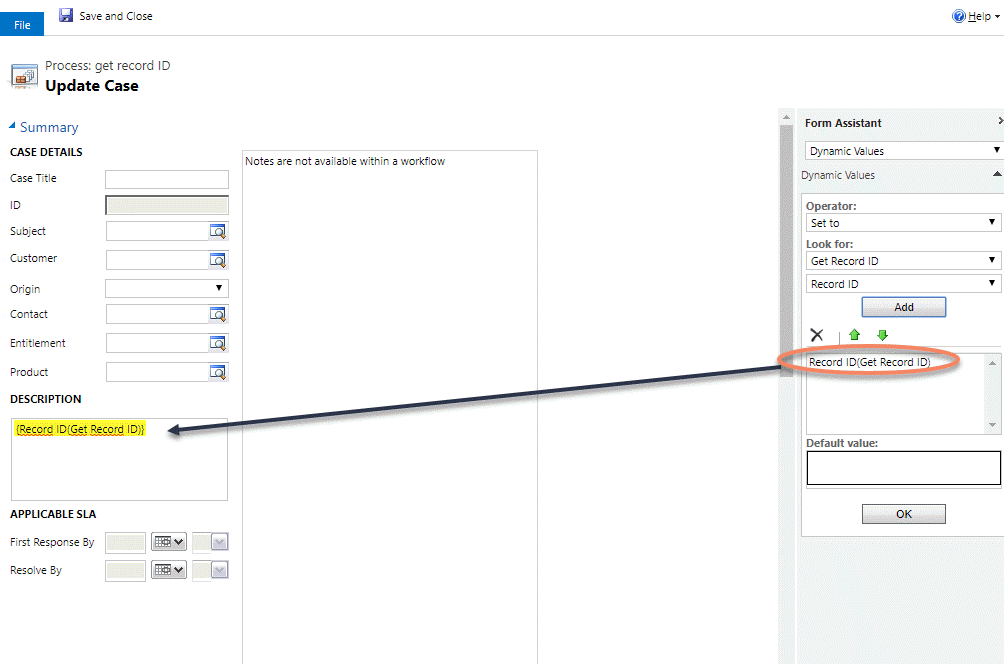 File
Save and Close
Help
Process: get record ID
Update Case
Summary
CASE DETAILS
Case Title
ID
Subject
Customer
Origin
Contact
Entitlement
Product
DESCRIPTION
{Record ID(Get Record ID)}
APPLICABLE SLA
First Response By
Resolve By
Notes are not available within a workflow
Form Assistant
Dynamic Values
Dynamic Values
Operator:
Set to
Look for:
Get Record ID
Record ID
Add
Record ID(Get Record ID)
Default value:
OK